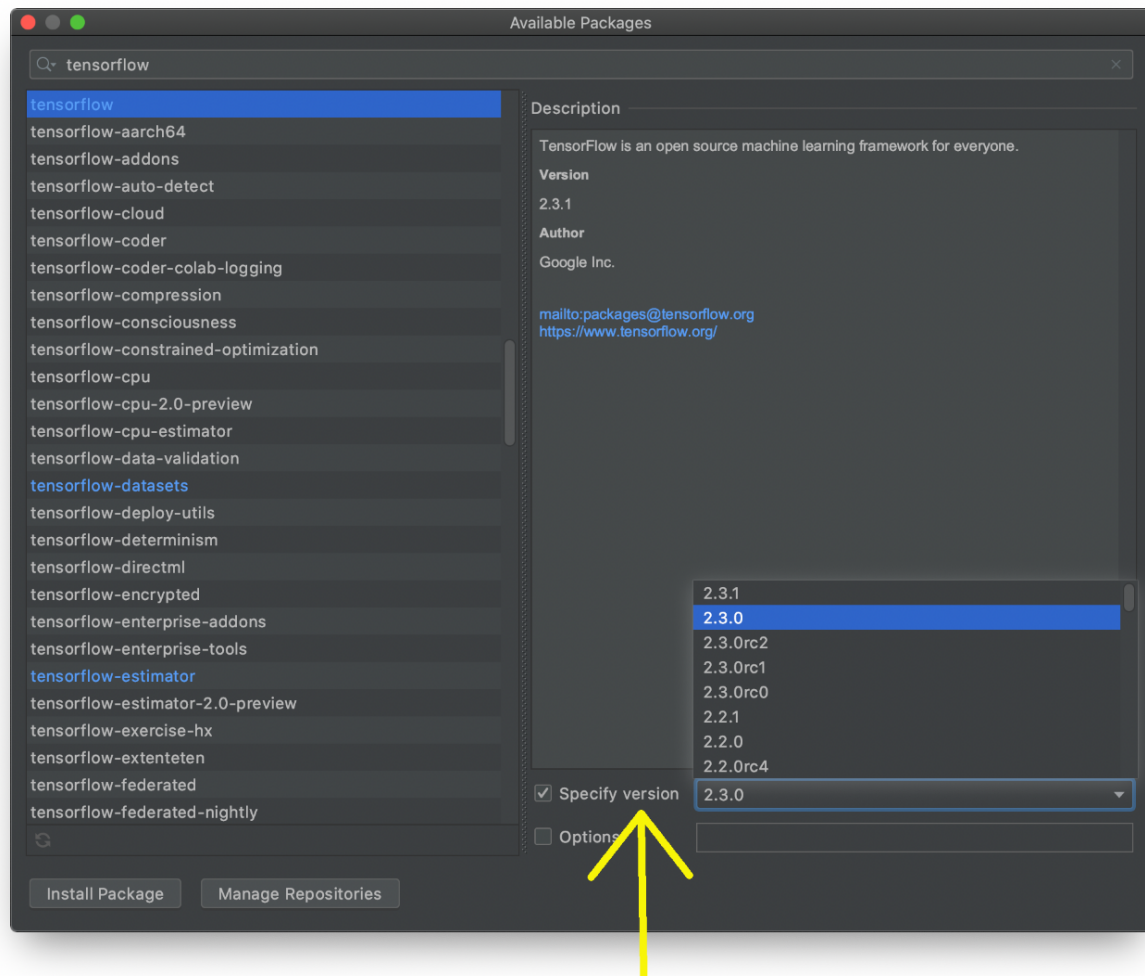 Available Packages
tensorflow
tensorflow
tensorflow-aarch64
tensorflow-addons
tensorflow-auto-detect
tensorflow-cloud
tensorflow-coder
tensorflow-coder-colab-logging
tensorflow-compression
tensorflow-consciousness
tensorflow-constrained-optimization
tensorflow-cpu
tensorflow-cpu-2.0-preview
tensorflow-cpu-estimator
tensorflow-data-validation
tensorflow-datasets
tensorflow-deploy-utils
tensorflow-determinism
tensorflow-directml
tensorflow-encrypted
tensorflow-enterprise-addons
tensorflow-enterprise-tools
tensorflow-estimator
tensorflow-estimator-2.0-preview
tensorflow-exercise-hx
tensorflow-extenteten
tensorflow-federated
tensorflow-federated-nightly
Description
TensorFlow is an open source machine learning framework for everyone.
Version
2.3.1
Author
Google Inc.
mailto:packages@tensorflow.org
https://www.tensorflow.org/
2.3.1
2.3.0
2.3.0rc2
2.3.0rc1
2.3.0rc0
2.2.1
2.2.0
2.2.0rc4
Specify version 2.3.0
Options
Install Package Manage Repositories